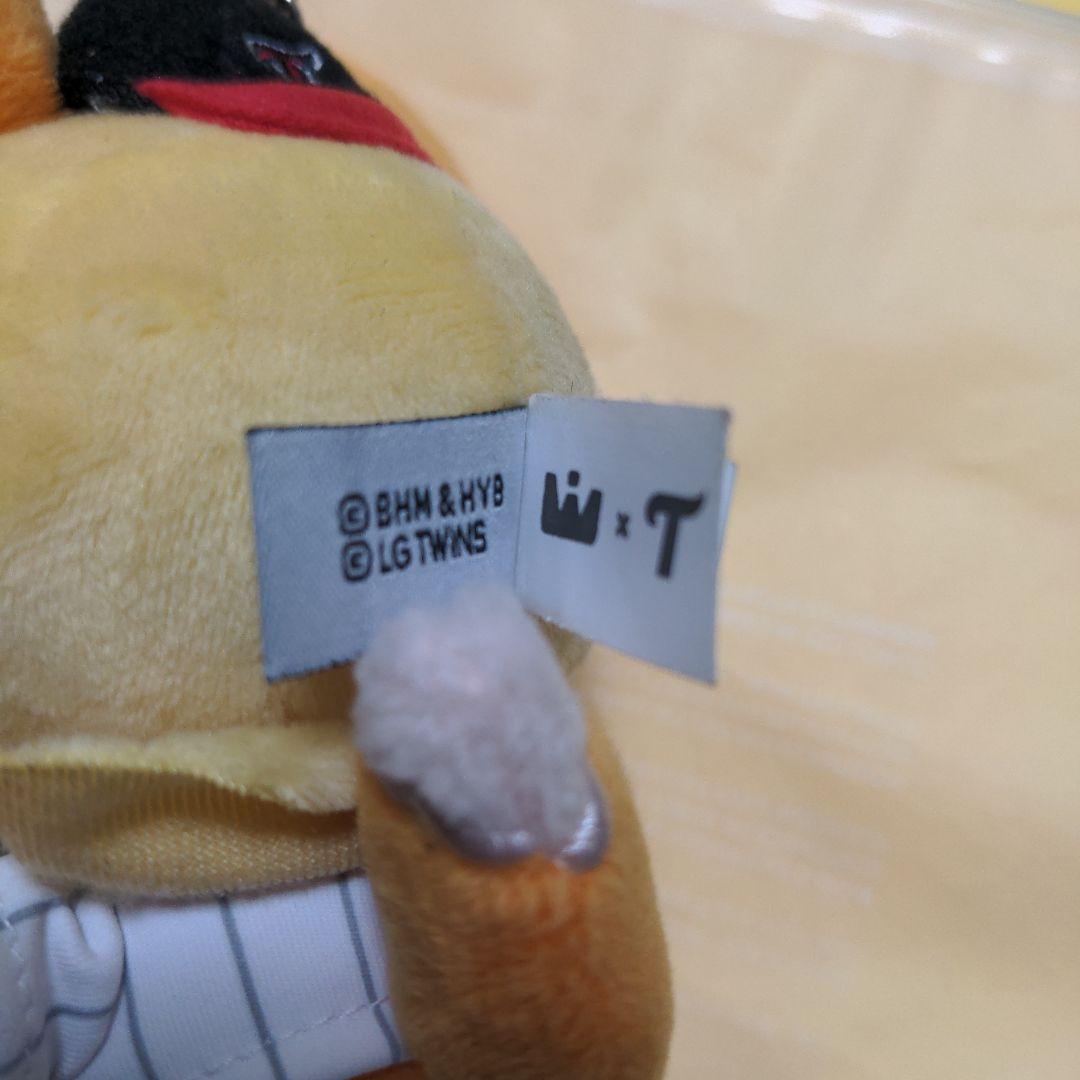 ©BHM & HYB
©LG TWINS
W x T
T